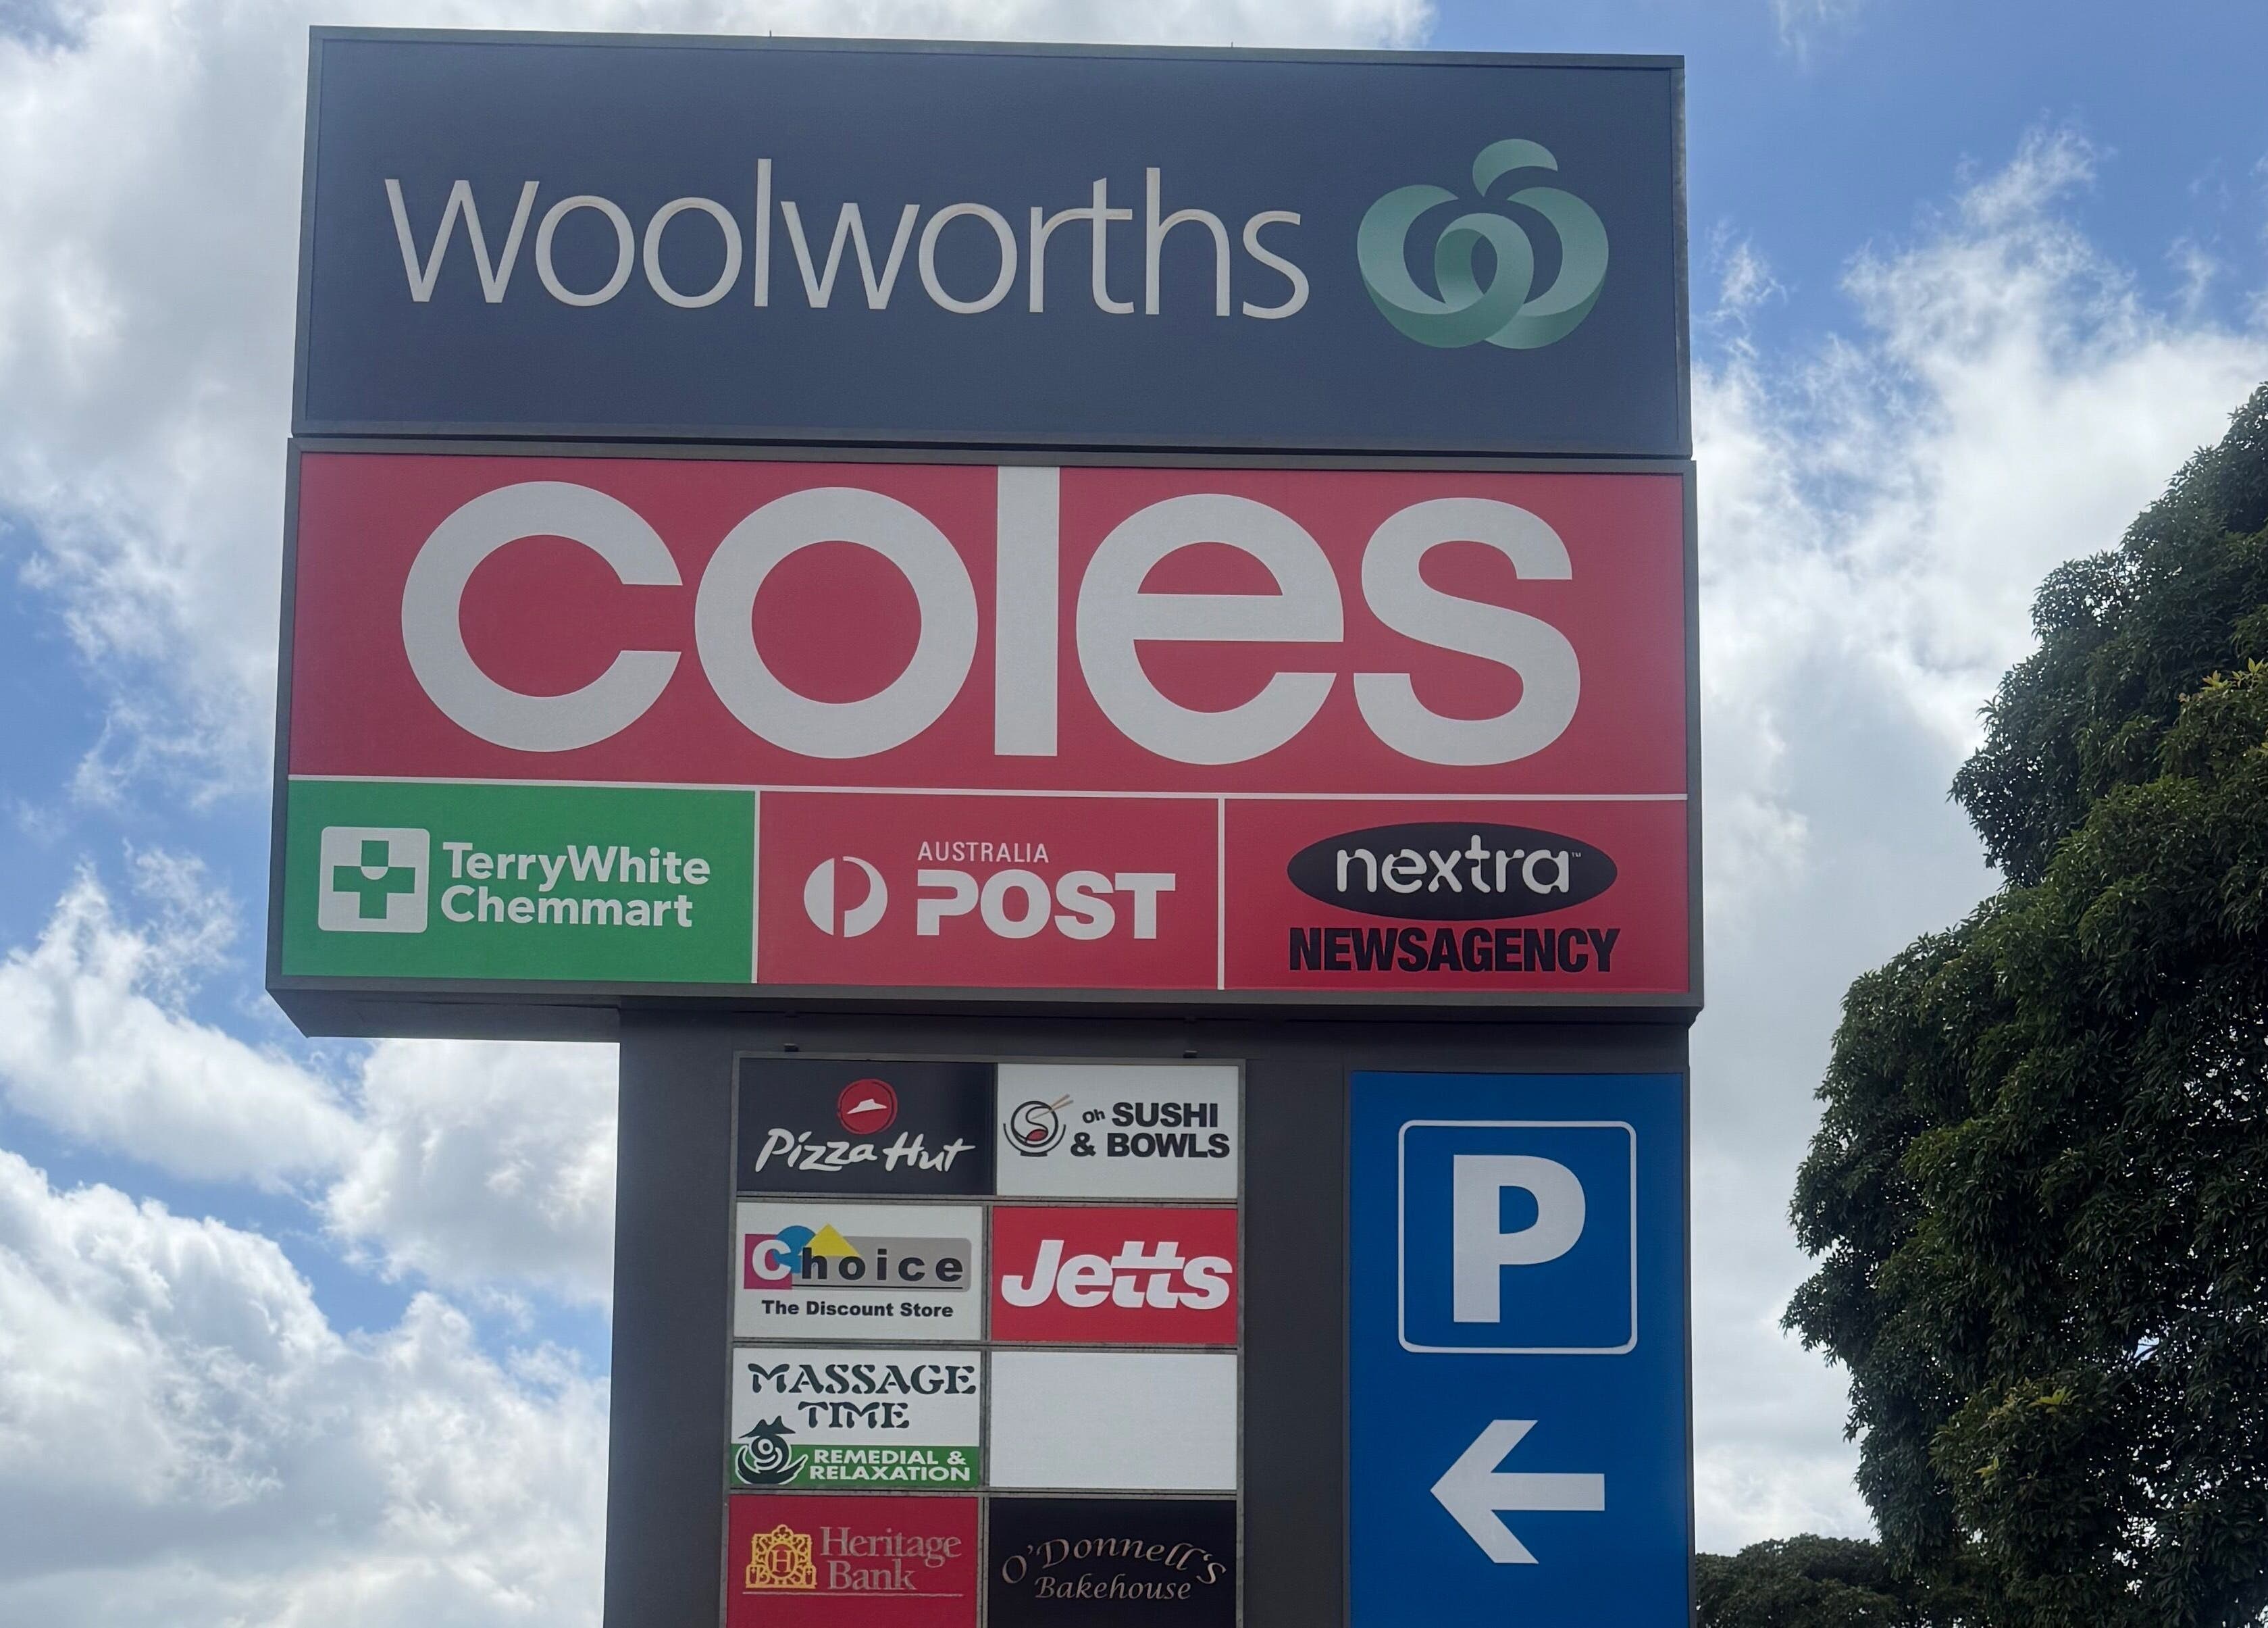 Woolworths
coles
TerryWhite
Chemmart
AUSTRALIA
POST
nextra™
NEWSAGENCY
Pizza Hut
Oh SUSHI
& BOWLS
Choice
The Discount Store
Jetts
MASSAGE
TIME
REMEDIAL &
RELAXATION
Heritage
Bank
O'DONNELL'S
Bakehouse
P